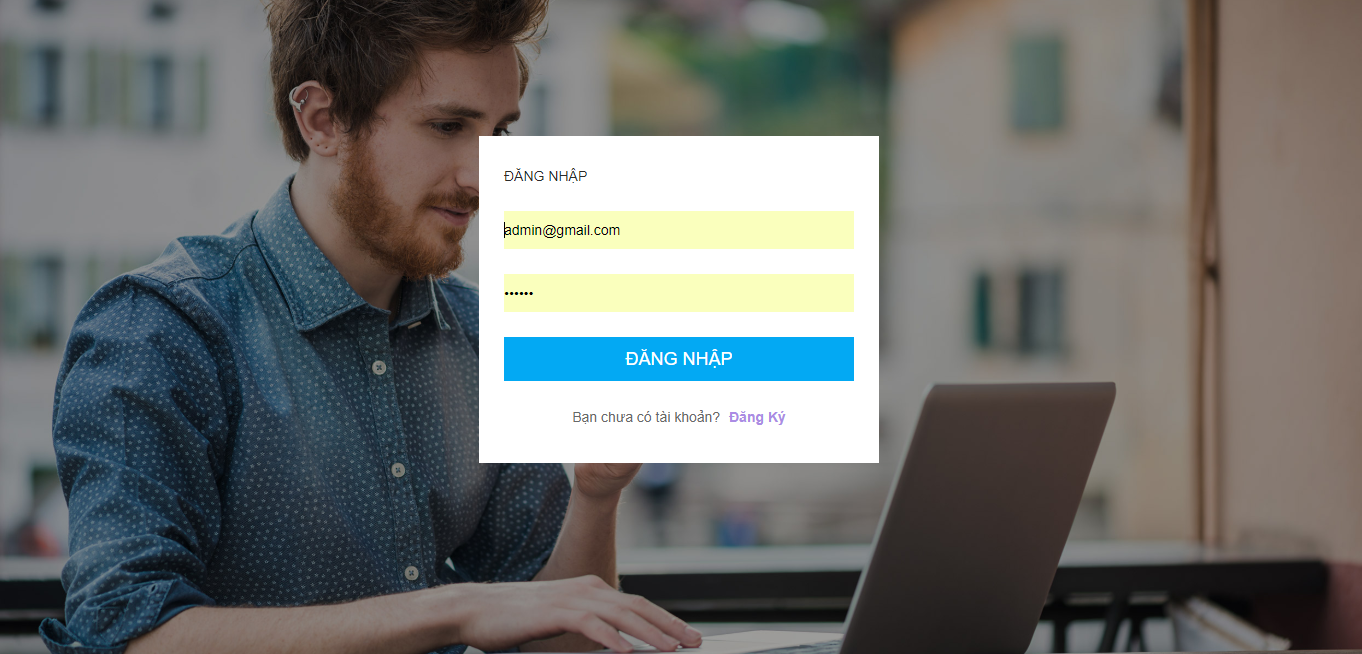 ĐĂNG NHẬP
admin@gmail.com
••••••
ĐĂNG NHẬP
Bạn chưa có tài khoản? Đăng Ký